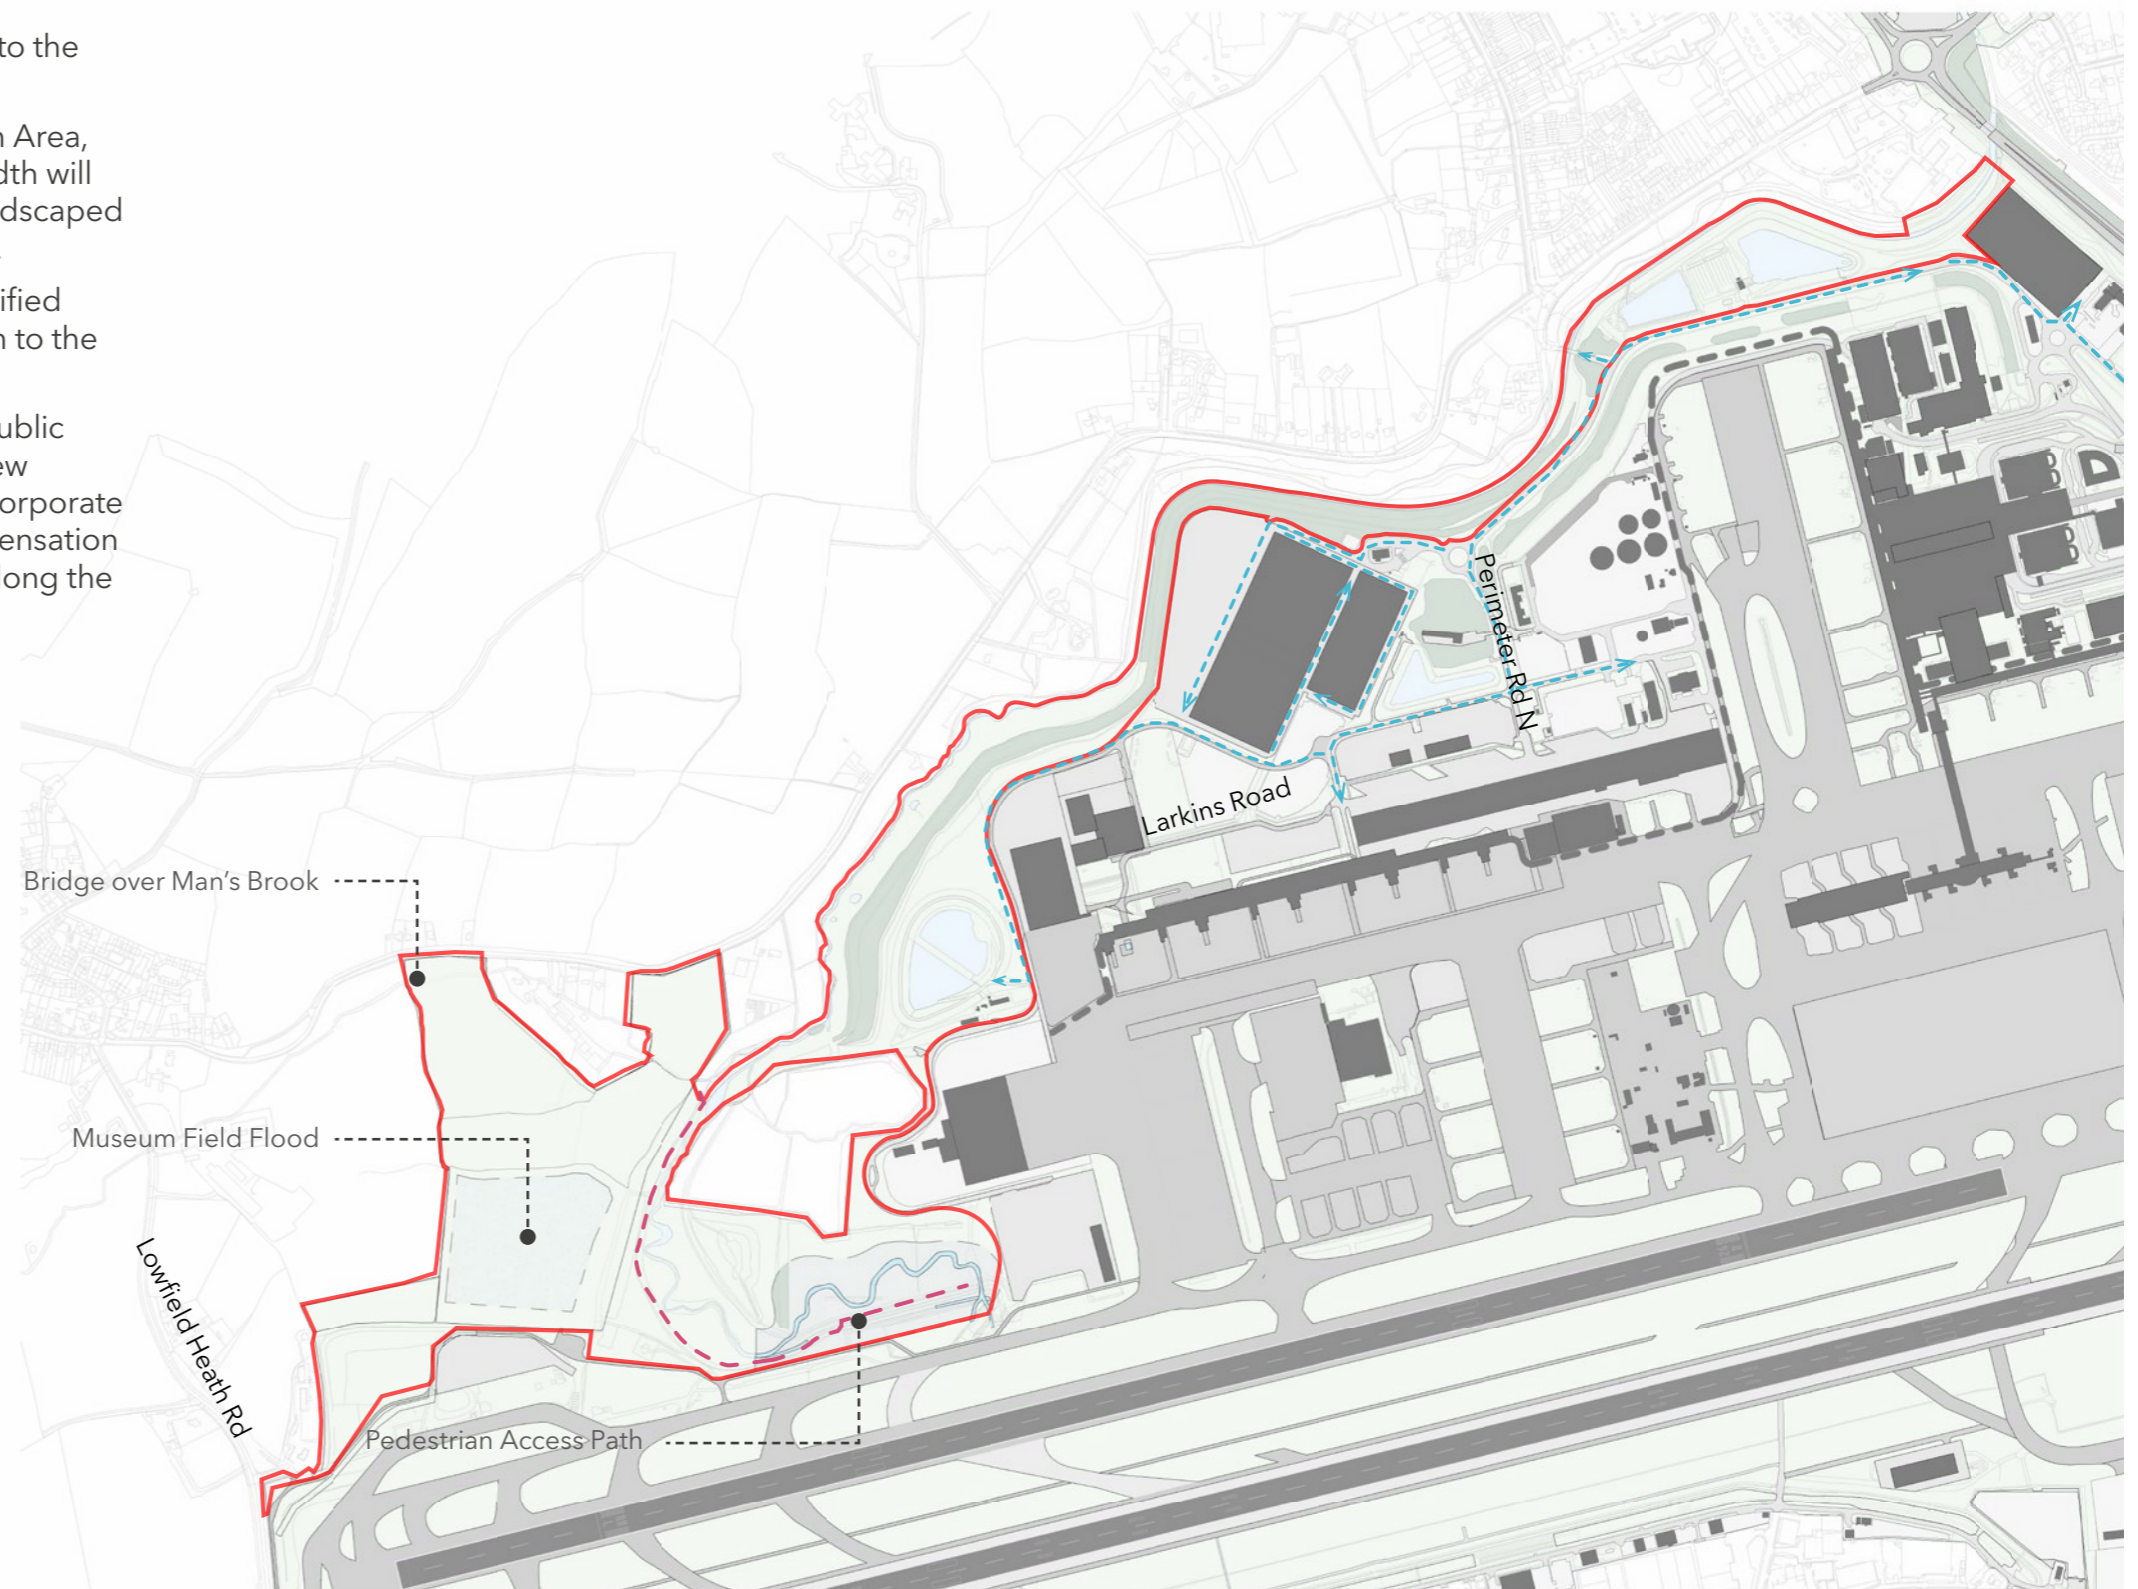 to the
Area,
will
dscaped
ified
to the
ublic
ew
orporate
ensation
long the
Perimeter Rd N
Larkins Road
Bridge over Man's Brook
Museum Field Flood
Lowfield Heath Rd
Pedestrian Access Path